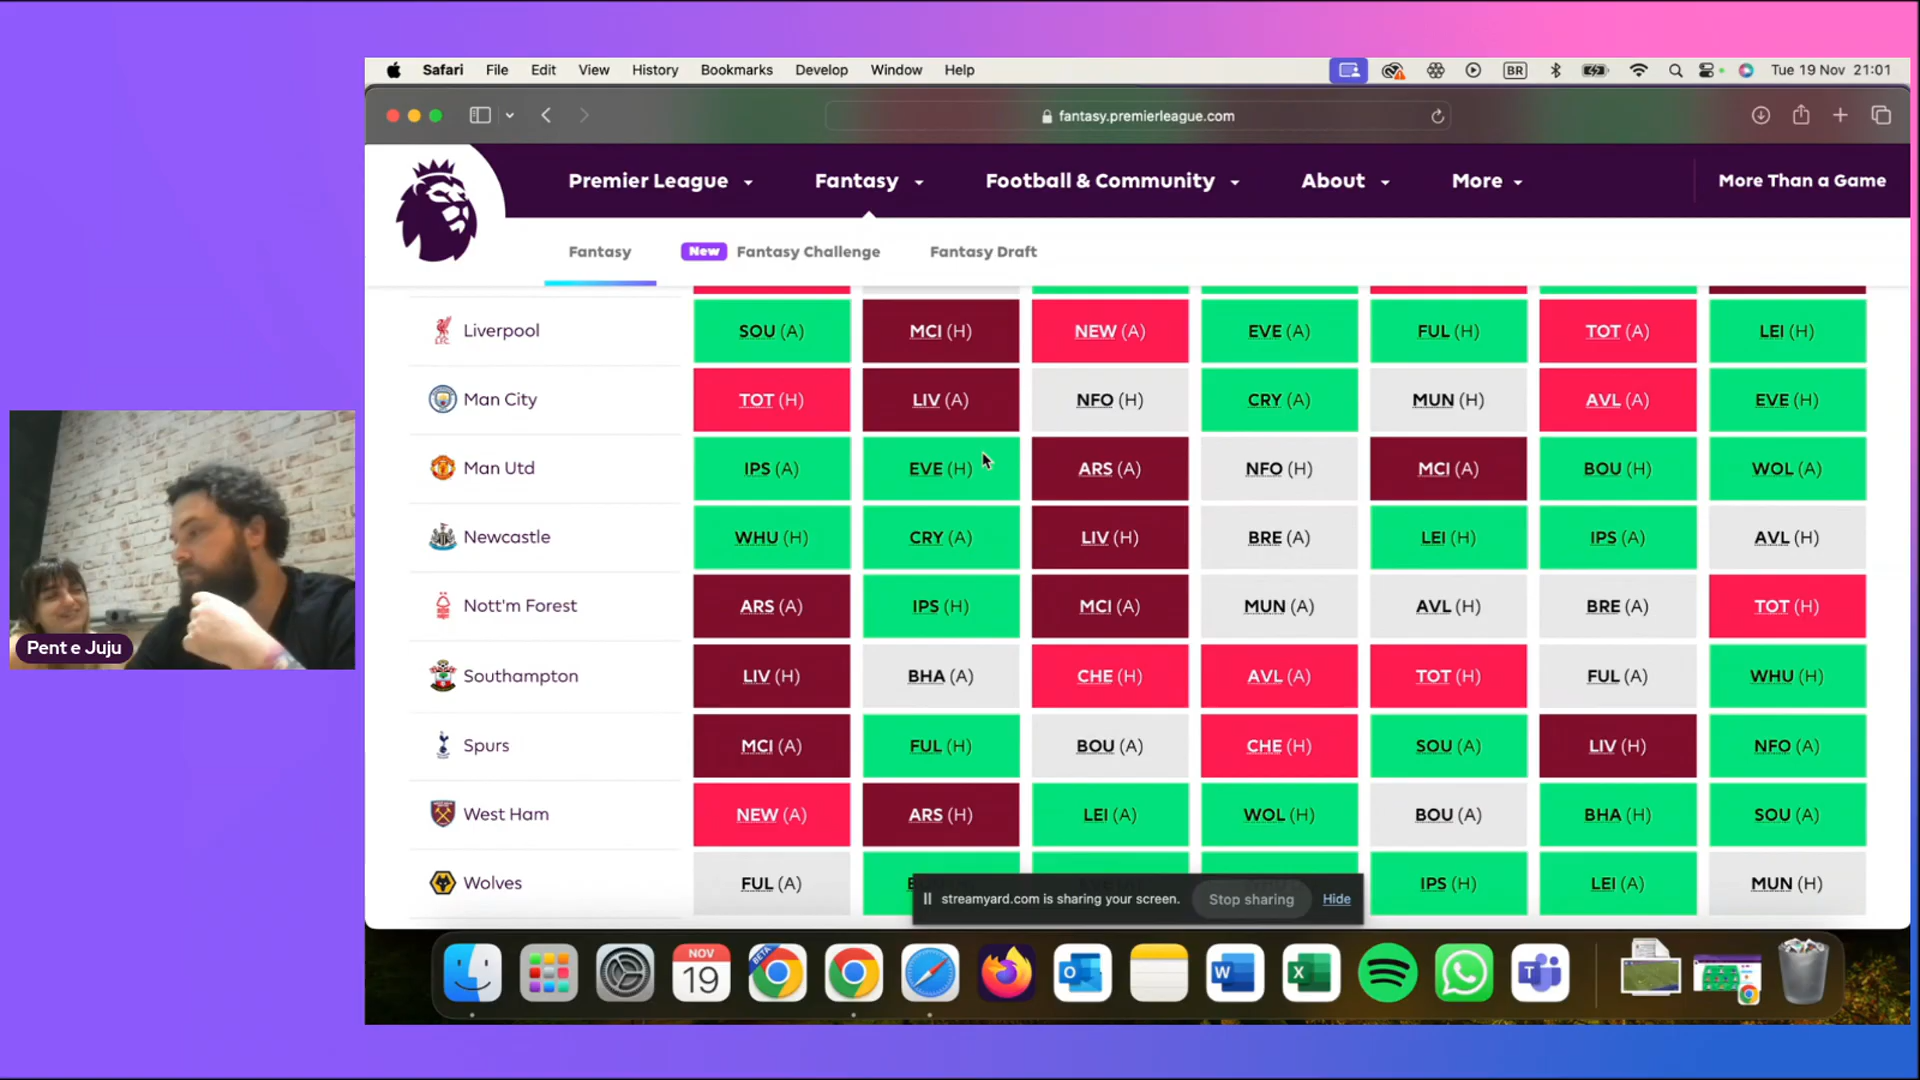 Safari File Edit View History Bookmarks Develop Window Help BR Tue 19 Nov 21:01
fantasy.premierleague.com
Premier League Fantasy Football & Community About More More Than a Game
Fantasy New Fantasy Challenge Fantasy Draft
Liverpool SOU (A) MCI (H) NEW (A) EVE (A) FUL (H) TOT (A) LEI (H)
Man City TOT (H) LIV (A) NFO (H) CRY (A) MUN (H) AVL (A) EVE (H)
Man Utd IPS (A) EVE (H) ARS (A) NFO (H) MCI (A) BOU (H) WOL (A)
Newcastle WHU (H) CRY (A) LIV (H) BRE (A) LEI (H) IPS (A) AVL (H)
Nott'm Forest ARS (A) IPS (H) MCI (A) MUN (A) AVL (H) BRE (A) TOT (H)
Pent e Juju
Southampton LIV (H) BHA (A) CHE (H) AVL (A) TOT (H) FUL (A) WHU (H)
Spurs MCI (A) FUL (H) BOU (A) CHE (H) SOU (A) LIV (H) NFO (A)
West Ham NEW (A) ARS (H) LEI (A) WOL (H) BOU (A) BHA (H) SOU (A)
Wolves FUL (A) IPS (H) LEI (A) MUN (H)
streamyard.com is sharing your screen. Stop sharing Hide
NOV
19
BETA
O W X T